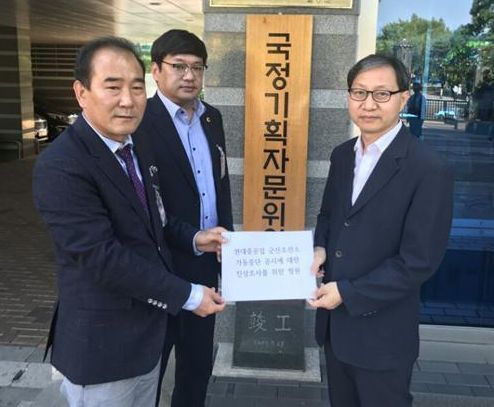 국정기획자문위
현대중공업 군산조선소
가동중단 공시에 대한
진상조사를 위한 청원
竣工